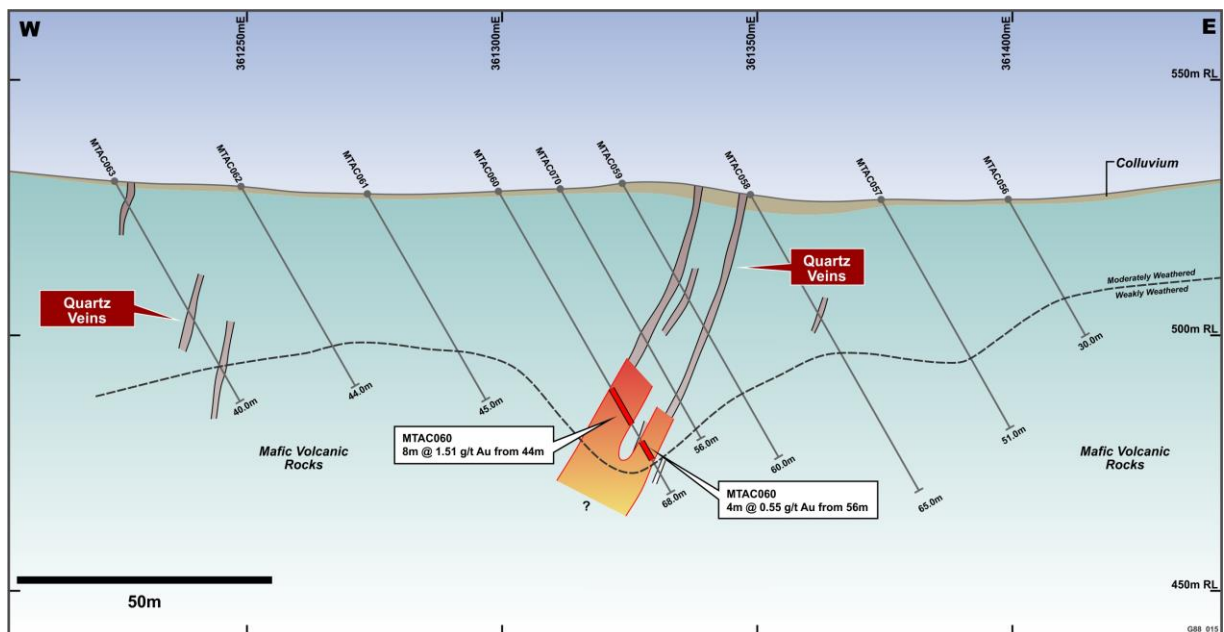 W
361250mE
361300mE
361350mE
361400mE
E
550m RL
MTAC063
MTAC062
MTAC061
MTAC060
MTAC070
MTAC059
MTAC058
MTAC057
MTAC056
Colluvium
Quartz
Veins
Quartz
Veins
Moderately Weathered
Weakly Weathered
500m RL
30.0m
40.0m
44.0m
45.0m
56.0m
60.0m
51.0m
65.0m
68.0m
Mafic Volcanic
Rocks
MTAC060
8m @ 1.51 g/t Au from 44m
Mafic Volcanic
Rocks
MTAC060
4m @ 0.55 g/t Au from 56m
?
450m RL
50m
G88_015